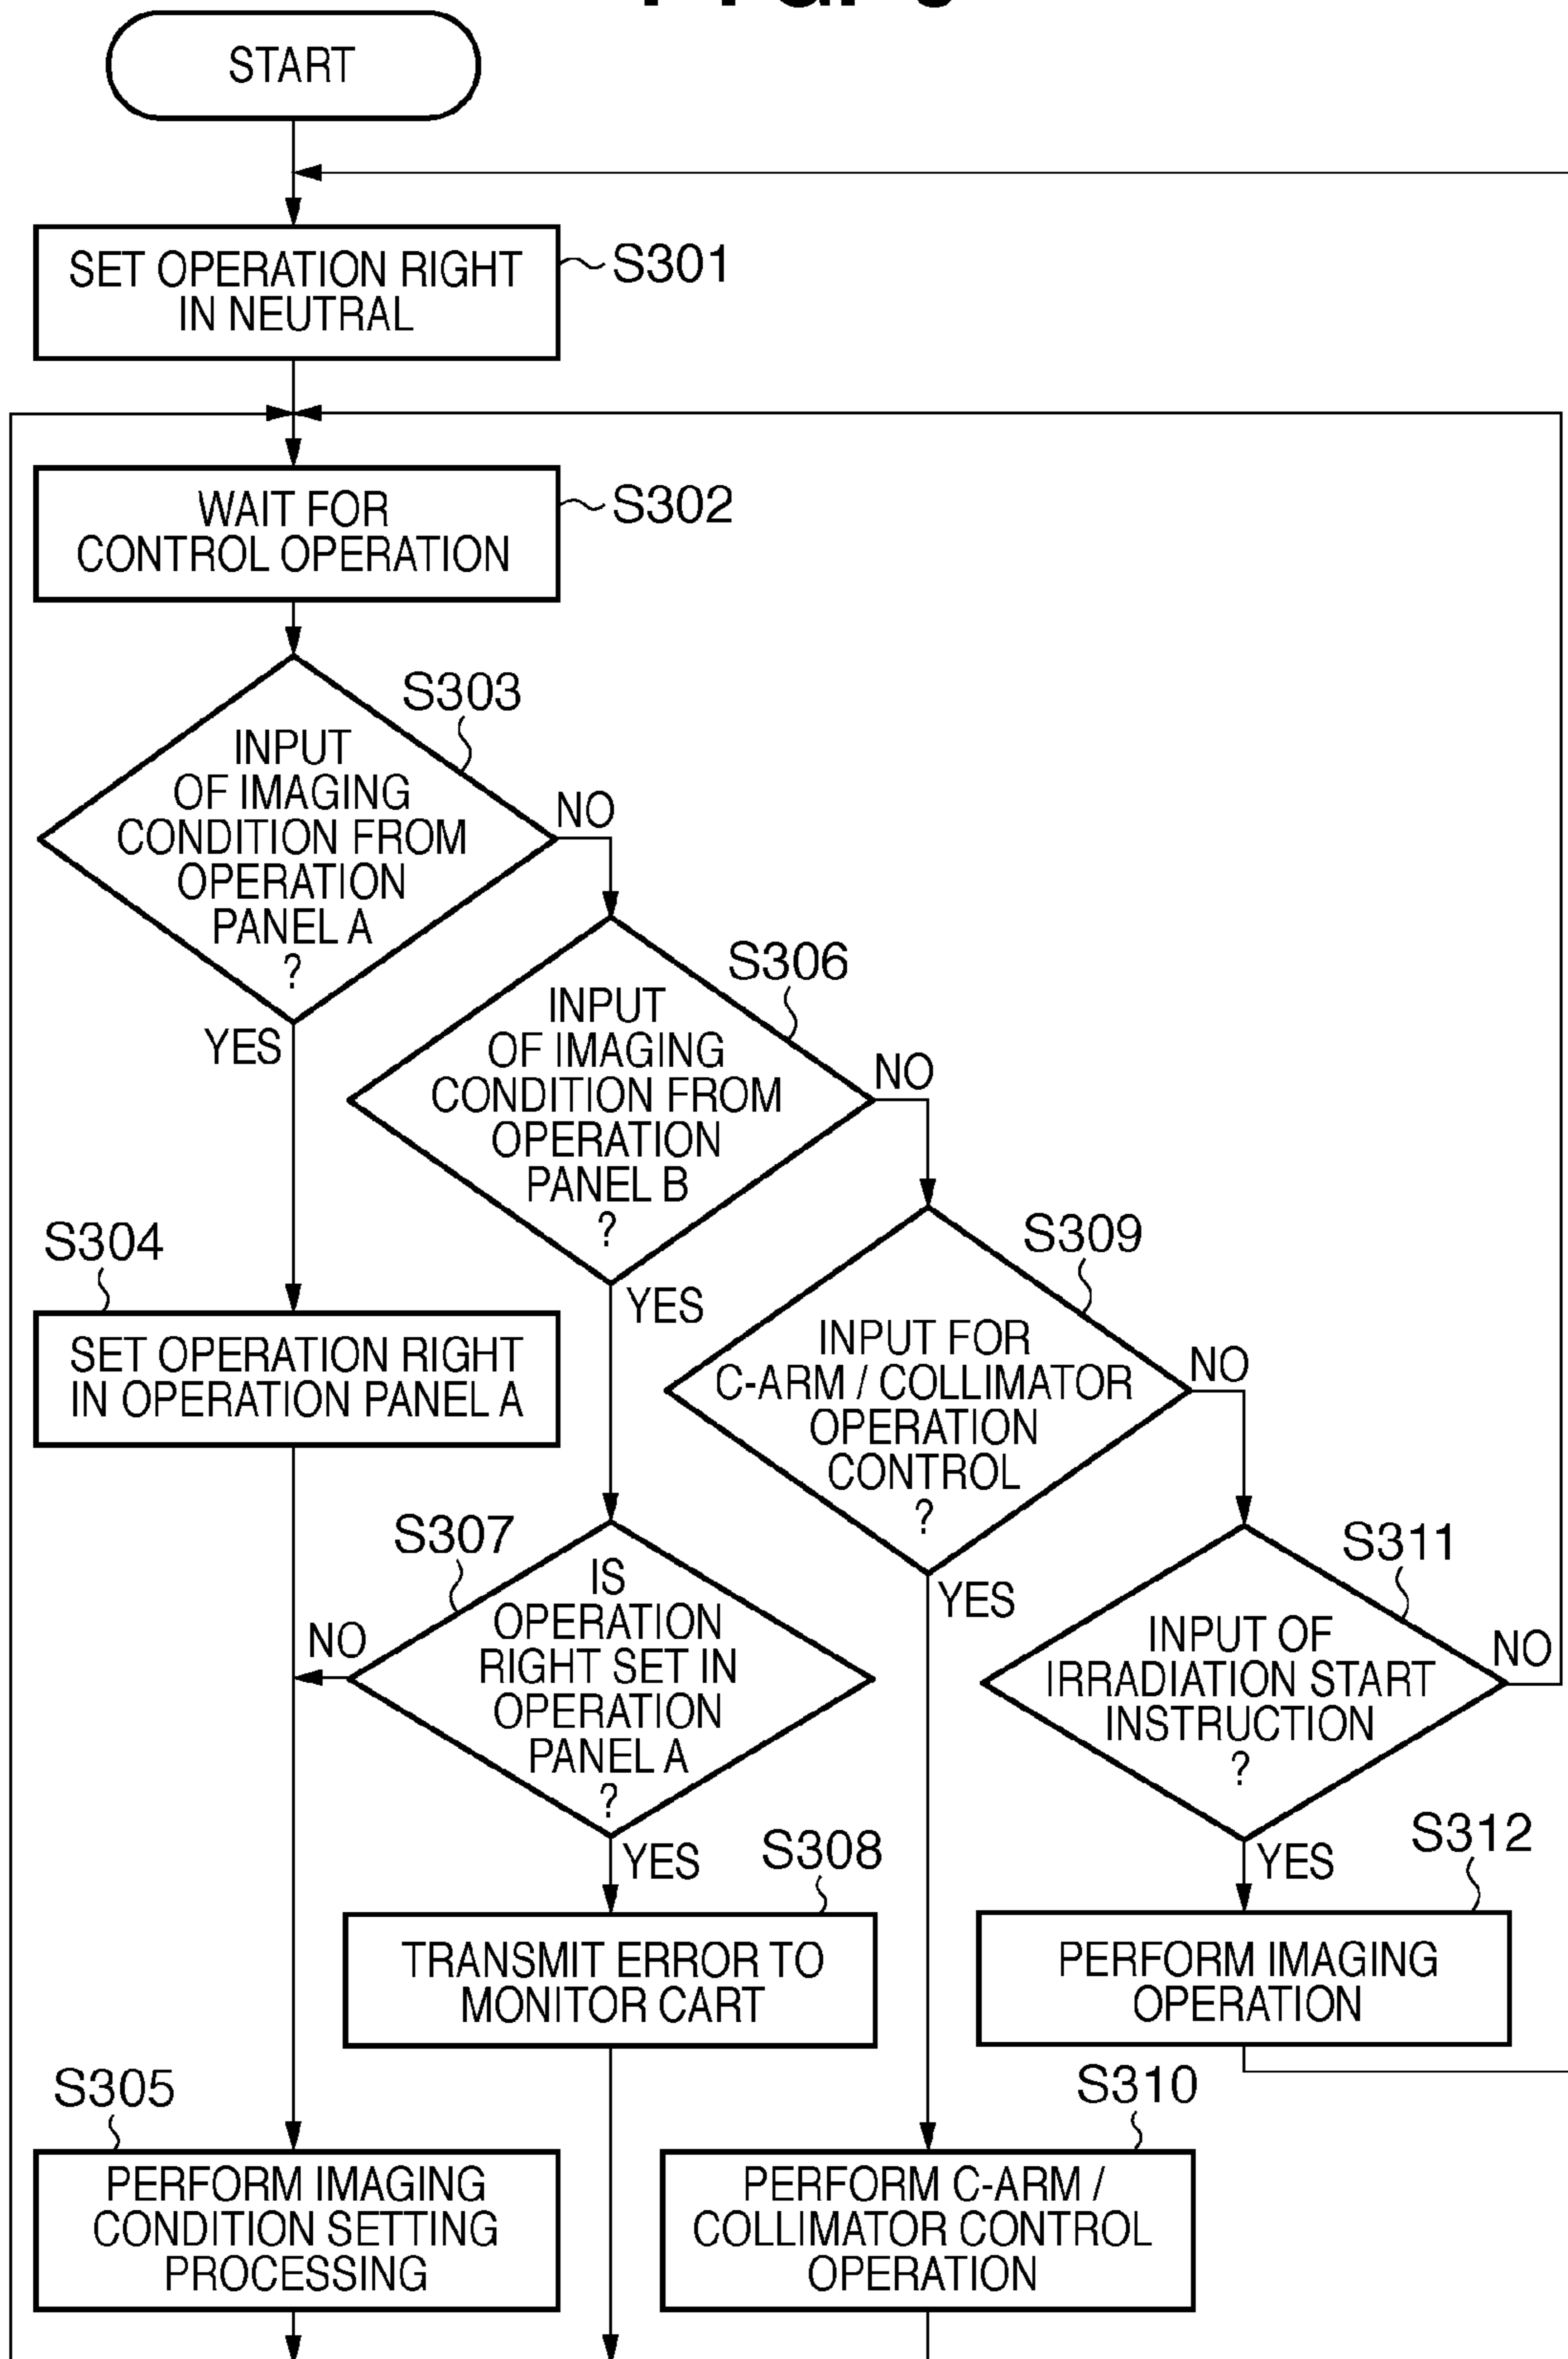 START
SET OPERATION RIGHT
IN NEUTRAL
S301
WAIT FOR
CONTROL OPERATION
S302
S303
INPUT
OF IMAGING
CONDITION FROM
OPERATION
PANEL A
?
NO
YES
S306
INPUT
OF IMAGING
CONDITION FROM
OPERATION
PANEL B
?
NO
YES
S304
SET OPERATION RIGHT
IN OPERATION PANEL A
S309
INPUT FOR
C-ARM / COLLIMATOR
OPERATION
CONTROL
?
NO
YES
S307
IS
OPERATION
RIGHT SET IN
OPERATION
PANEL A
?
NO
YES
S311
INPUT OF
IRRADIATION START
INSTRUCTION
?
NO
YES
S308
TRANSMIT ERROR TO
MONITOR CART
S312
PERFORM IMAGING
OPERATION
S305
PERFORM IMAGING
CONDITION SETTING
PROCESSING
S310
PERFORM C-ARM /
COLLIMATOR CONTROL
OPERATION